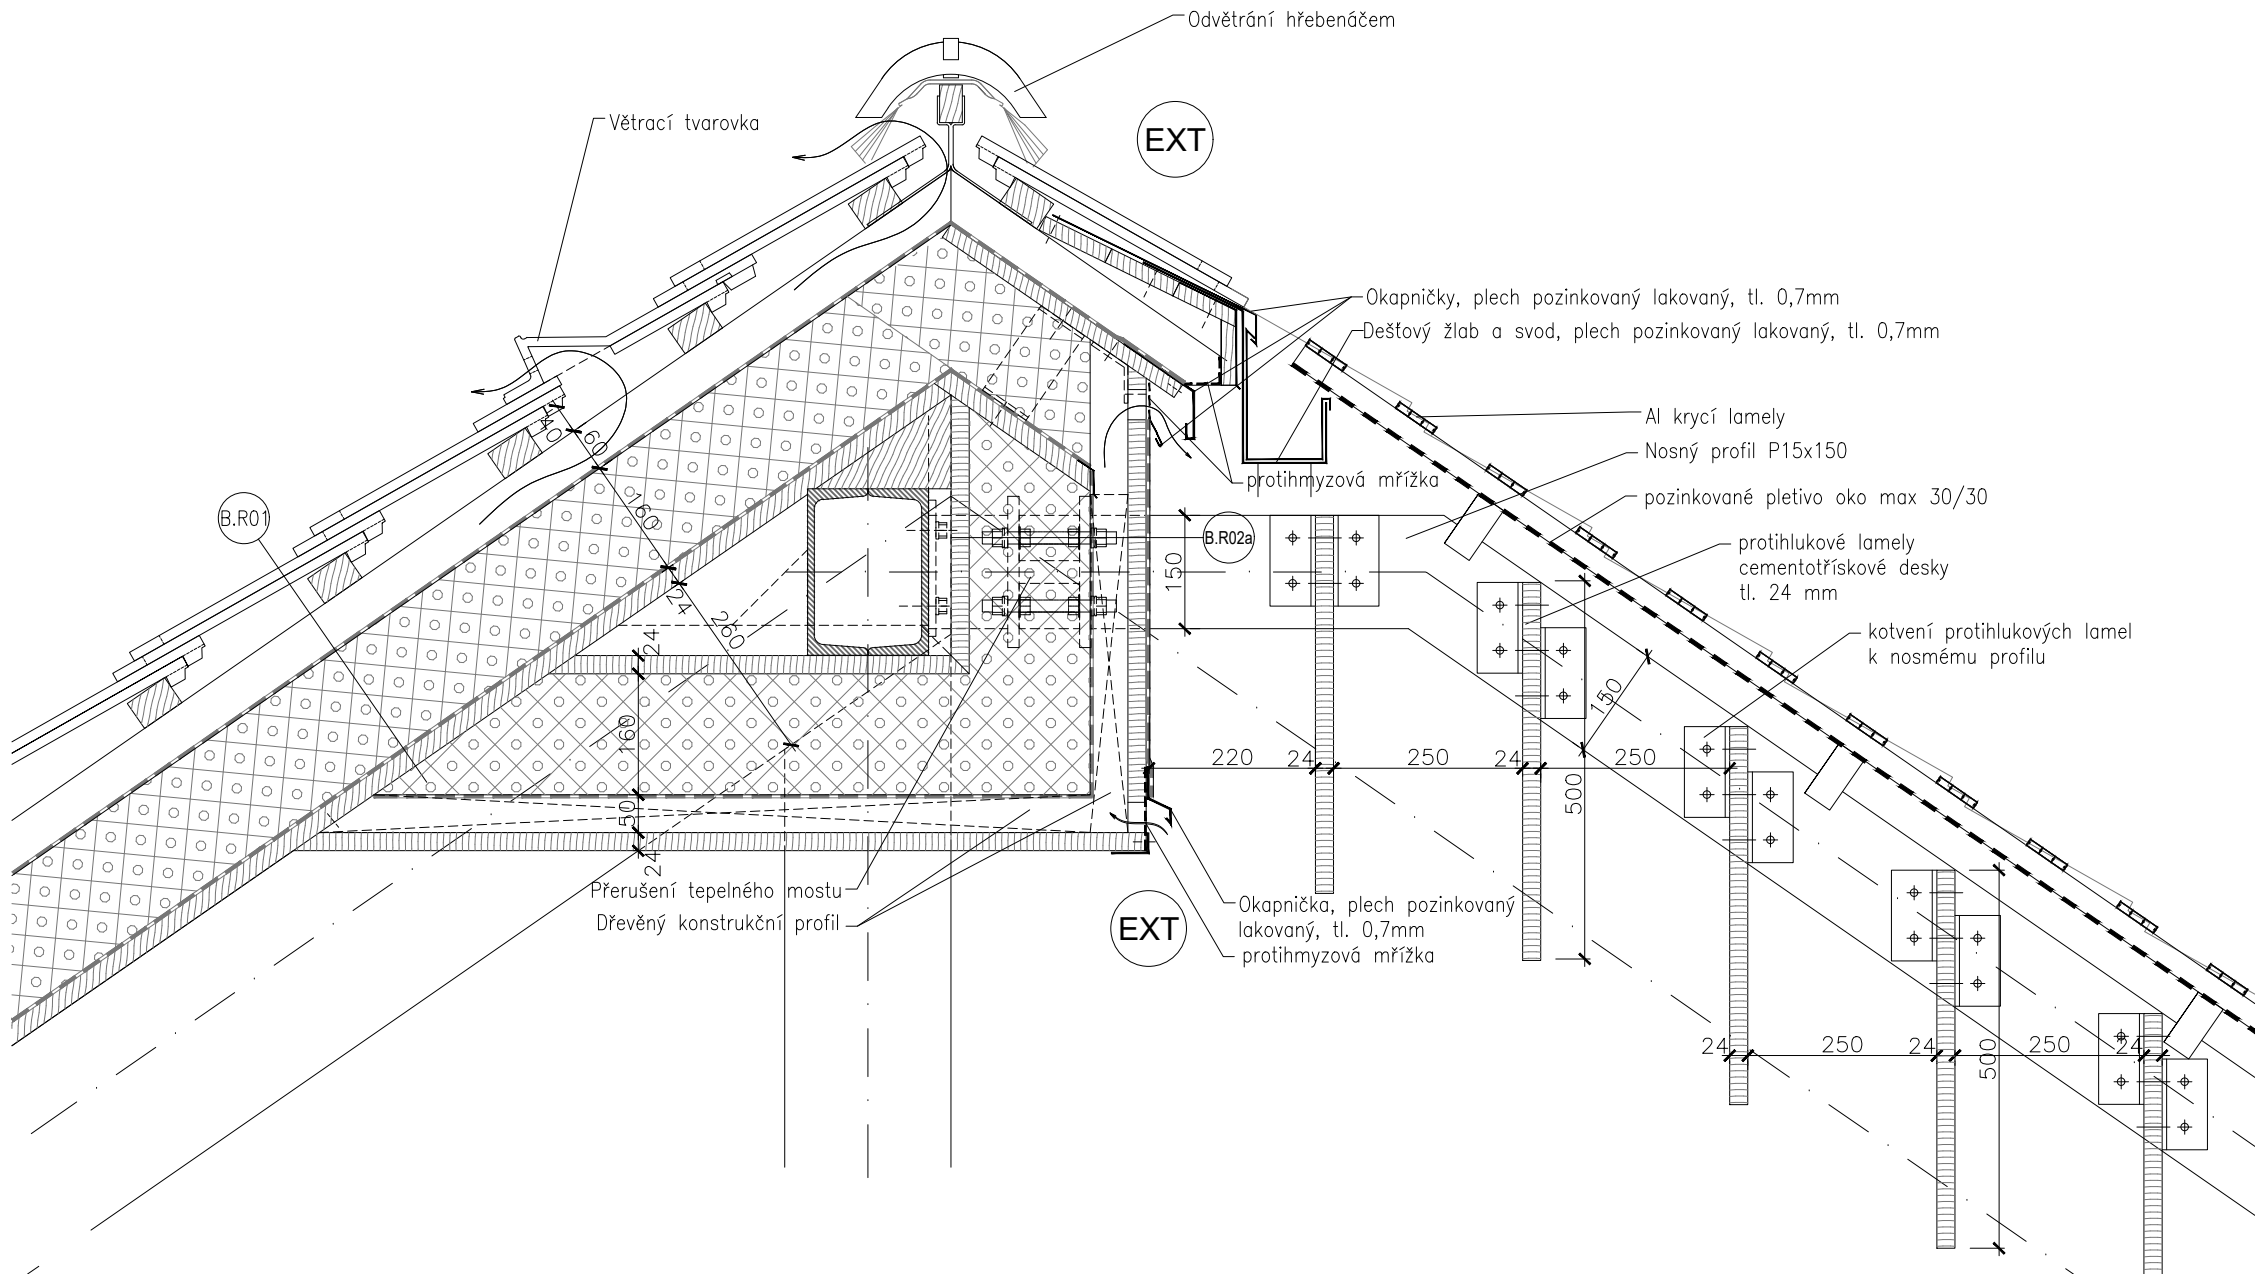 Odvětrání hřebenáčem
Větrací tvarovka
EXT
Okapničky, plech pozinkovaný lakovaný, tl. 0,7mm
Dešťový žlab a svod, plech pozinkovaný lakovaný, tl. 0,7mm
Al krycí lamely
Nosný profil P15x150
protihmyzová mřížka
pozinkované pletivo oko max 30/30
protihlukové lamely
cementotřískové desky
tl. 24 mm
kotvení protihlukových lamel
k nosmému profilu
B.R01
B.R02a
40
60
160
24
260
24
160
50
24
150
150
220
24
250
24
250
500
24
250
24
250
24
500
Přerušení tepelného mostu
Dřevěný konstrukční profil
EXT
Okapnička, plech pozinkovaný
lakovaný, tl. 0,7mm
protihmyzová mřížka